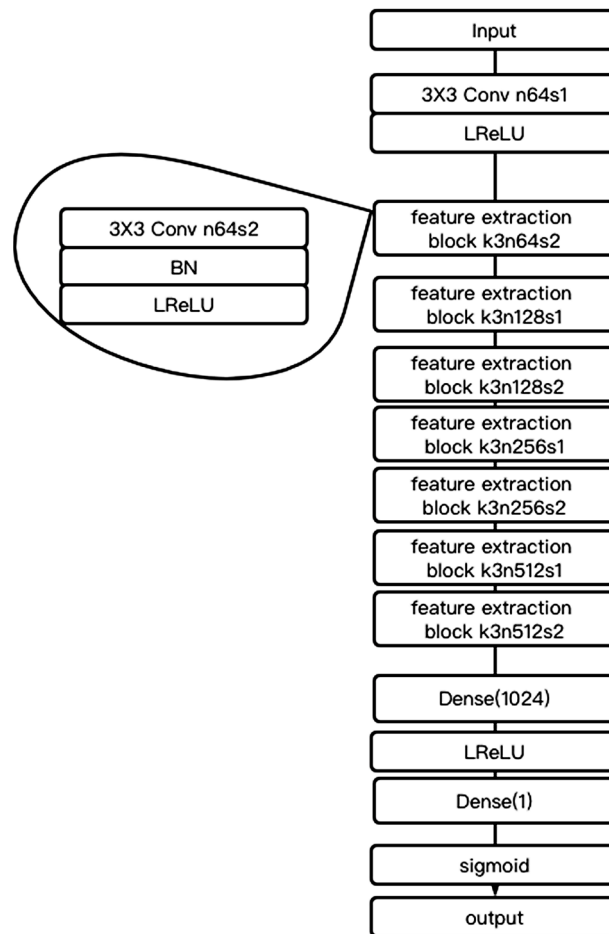 Input
3X3 Conv n64s1
LReLU
3X3 Conv n64s2
BN
LReLU
feature extraction
block k3n64s2
feature extraction
block k3n128s1
feature extraction
block k3n128s2
feature extraction
block k3n256s1
feature extraction
block k3n256s2
feature extraction
block k3n512s1
feature extraction
block k3n512s2
Dense(1024)
LReLU
Dense(1)
sigmoid
output